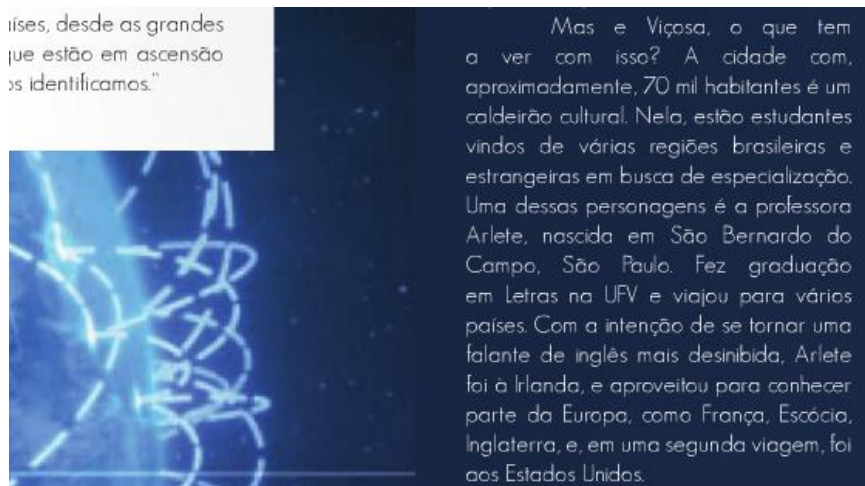 países, desde as grandes
que estão em ascensão
os identificamos."
Mas e Viçosa, o que tem
a ver com isso? A cidade com,
aproximadamente, 70 mil habitantes é um
caldeirão cultural. Nela, estão estudantes
vindos de várias regiões brasileiras e
estrangeiras em busca de especialização.
Uma dessas personagens é a professora
Arlete, nascida em São Bernardo do
Campo, São Paulo. Fez graduação
em Letras na UFV e viajou para vários
países. Com a intenção de se tornar uma
falante de inglês mais desinibida, Arlete
foi à Irlanda, e aproveitou para conhecer
parte da Europa, como França, Escócia,
Inglaterra, e, em uma segunda viagem, foi
aos Estados Unidos.